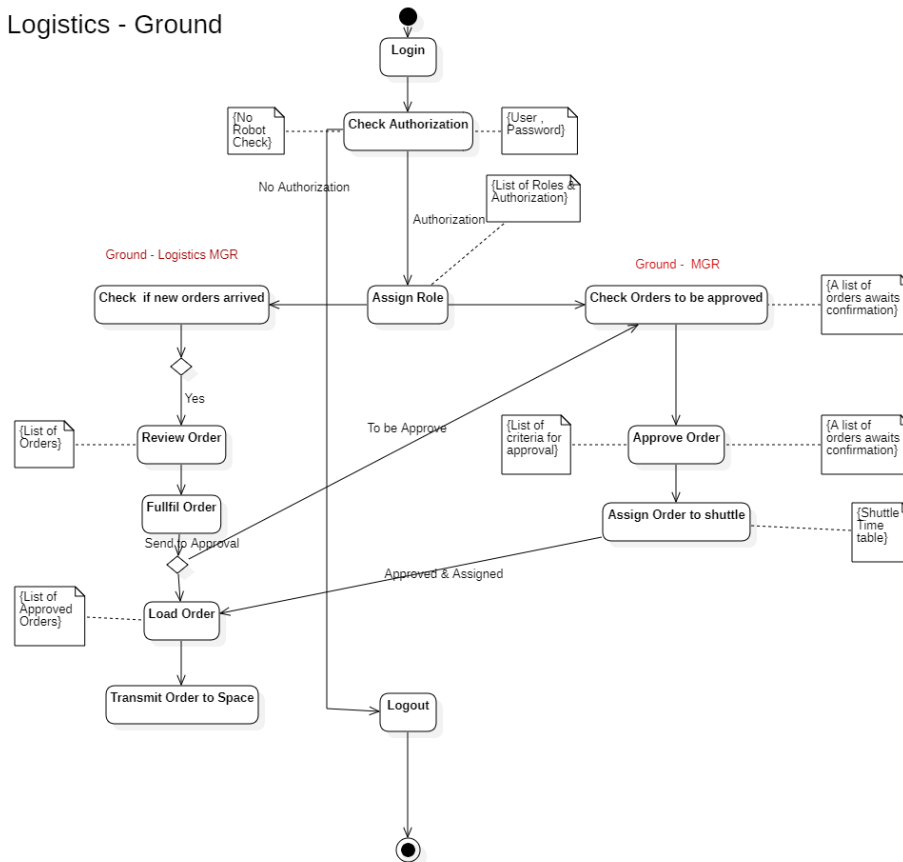 Logistics - Ground
Login
{No
Robot
Check}
Check Authorization
{User ,
Password}
No Authorization
{List of Roles &
Authorization}
Authorization
Ground - Logistics MGR
Ground -  MGR
Check  if new orders arrived
Assign Role
Check Orders to be approved
{A list of
orders awaits
confirmation}
Yes
To be Approve
{List of
Orders}
Review Order
{List of
criteria for
approval}
Approve Order
{A list of
orders awaits
confirmation}
Fullfil Order
Assign Order to shuttle
{Shuttle
Time
table}
Send to Approval
Approved & Assigned
{List of
Approved
Orders}
Load Order
Transmit Order to Space
Logout